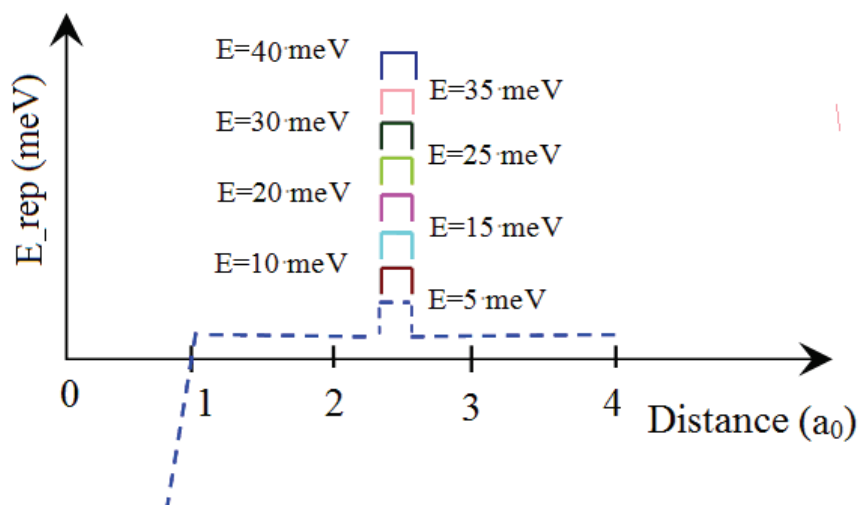 E=40 meV
E=35 meV
E=30 meV
E=25 meV
E=20 meV
E=15 meV
E=10 meV
E=5 meV
E_rep (meV)
0 1 2 3 4
Distance (a₀)